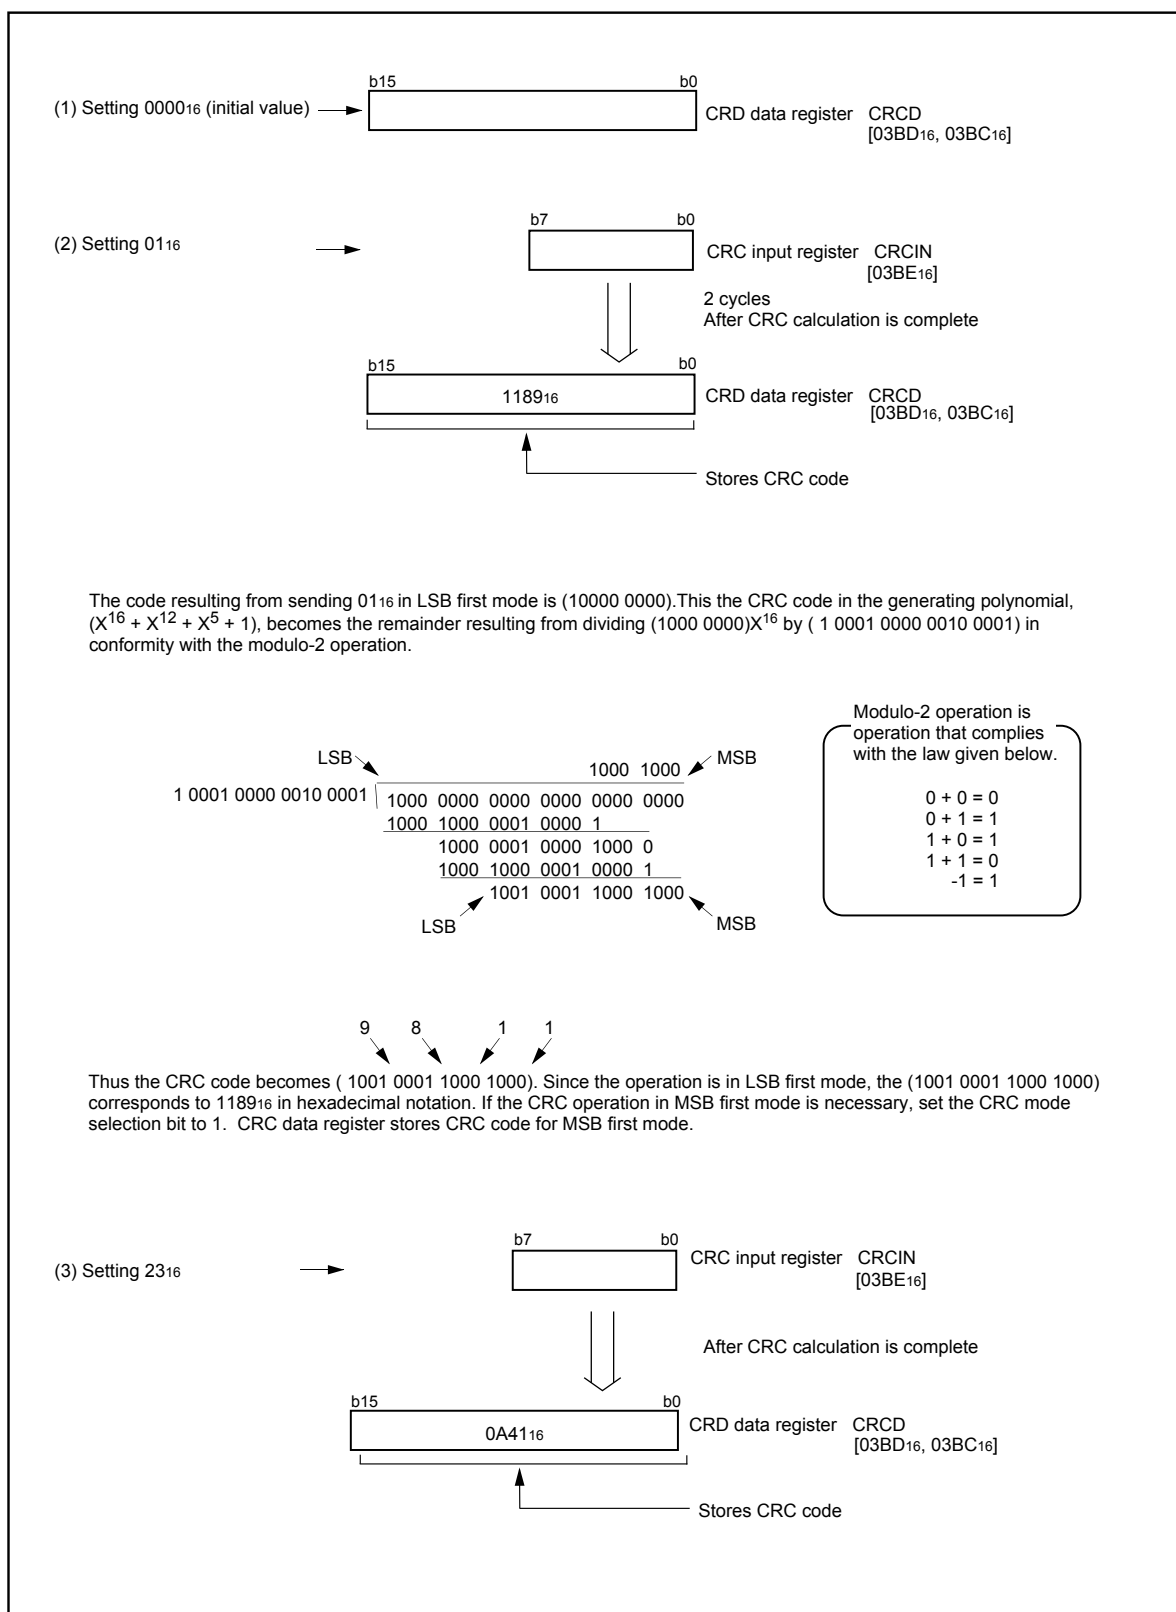 b15 b0
(1) Setting 000016 (initial value) CRD data register CRCD
[03BD16, 03BC16]
b7 b0
(2) Setting 0116 CRC input register CRCIN
[03BE16]
2 cycles
After CRC calculation is complete
b15 b0
118916 CRD data register CRCD
[03BD16, 03BC16]
Stores CRC code
The code resulting from sending 0116 in LSB first mode is (10000 0000).This the CRC code in the generating polynomial,
(X16 + X12 + X5 + 1), becomes the remainder resulting from dividing (1000 0000)X16 by ( 1 0001 0000 0010 0001) in
conformity with the modulo-2 operation.
Modulo-2 operation is
operation that complies
with the law given below.
0 + 0 = 0
0 + 1 = 1
1 + 0 = 1
1 + 1 = 0
-1 = 1
LSB MSB
1000 1000
1 0001 0000 0010 0001 1000 0000 0000 0000 0000 0000
1000 1000 0001 0000 1
1000 0001 0000 1000 0
1000 1000 0001 0000 1
1001 0001 1000 1000
LSB MSB
9 8 1 1
Thus the CRC code becomes ( 1001 0001 1000 1000). Since the operation is in LSB first mode, the (1001 0001 1000 1000)
corresponds to 118916 in hexadecimal notation. If the CRC operation in MSB first mode is necessary, set the CRC mode
selection bit to 1. CRC data register stores CRC code for MSB first mode.
b7 b0
(3) Setting 2316 CRC input register CRCIN
[03BE16]
After CRC calculation is complete
b15 b0
0A4116 CRD data register CRCD
[03BD16, 03BC16]
Stores CRC code